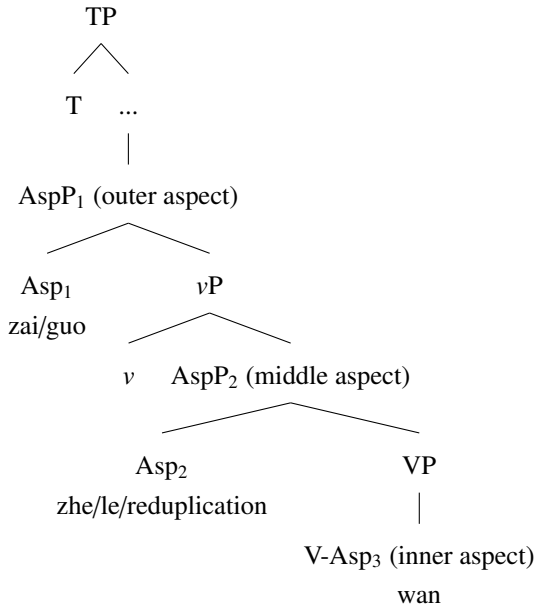 TP
T ...
AspP₁ (outer aspect)
Asp₁ vP
zai/guo
v AspP₂ (middle aspect)
Asp₂ VP
zhe/le/reduplication
V-Asp₃ (inner aspect)
wan